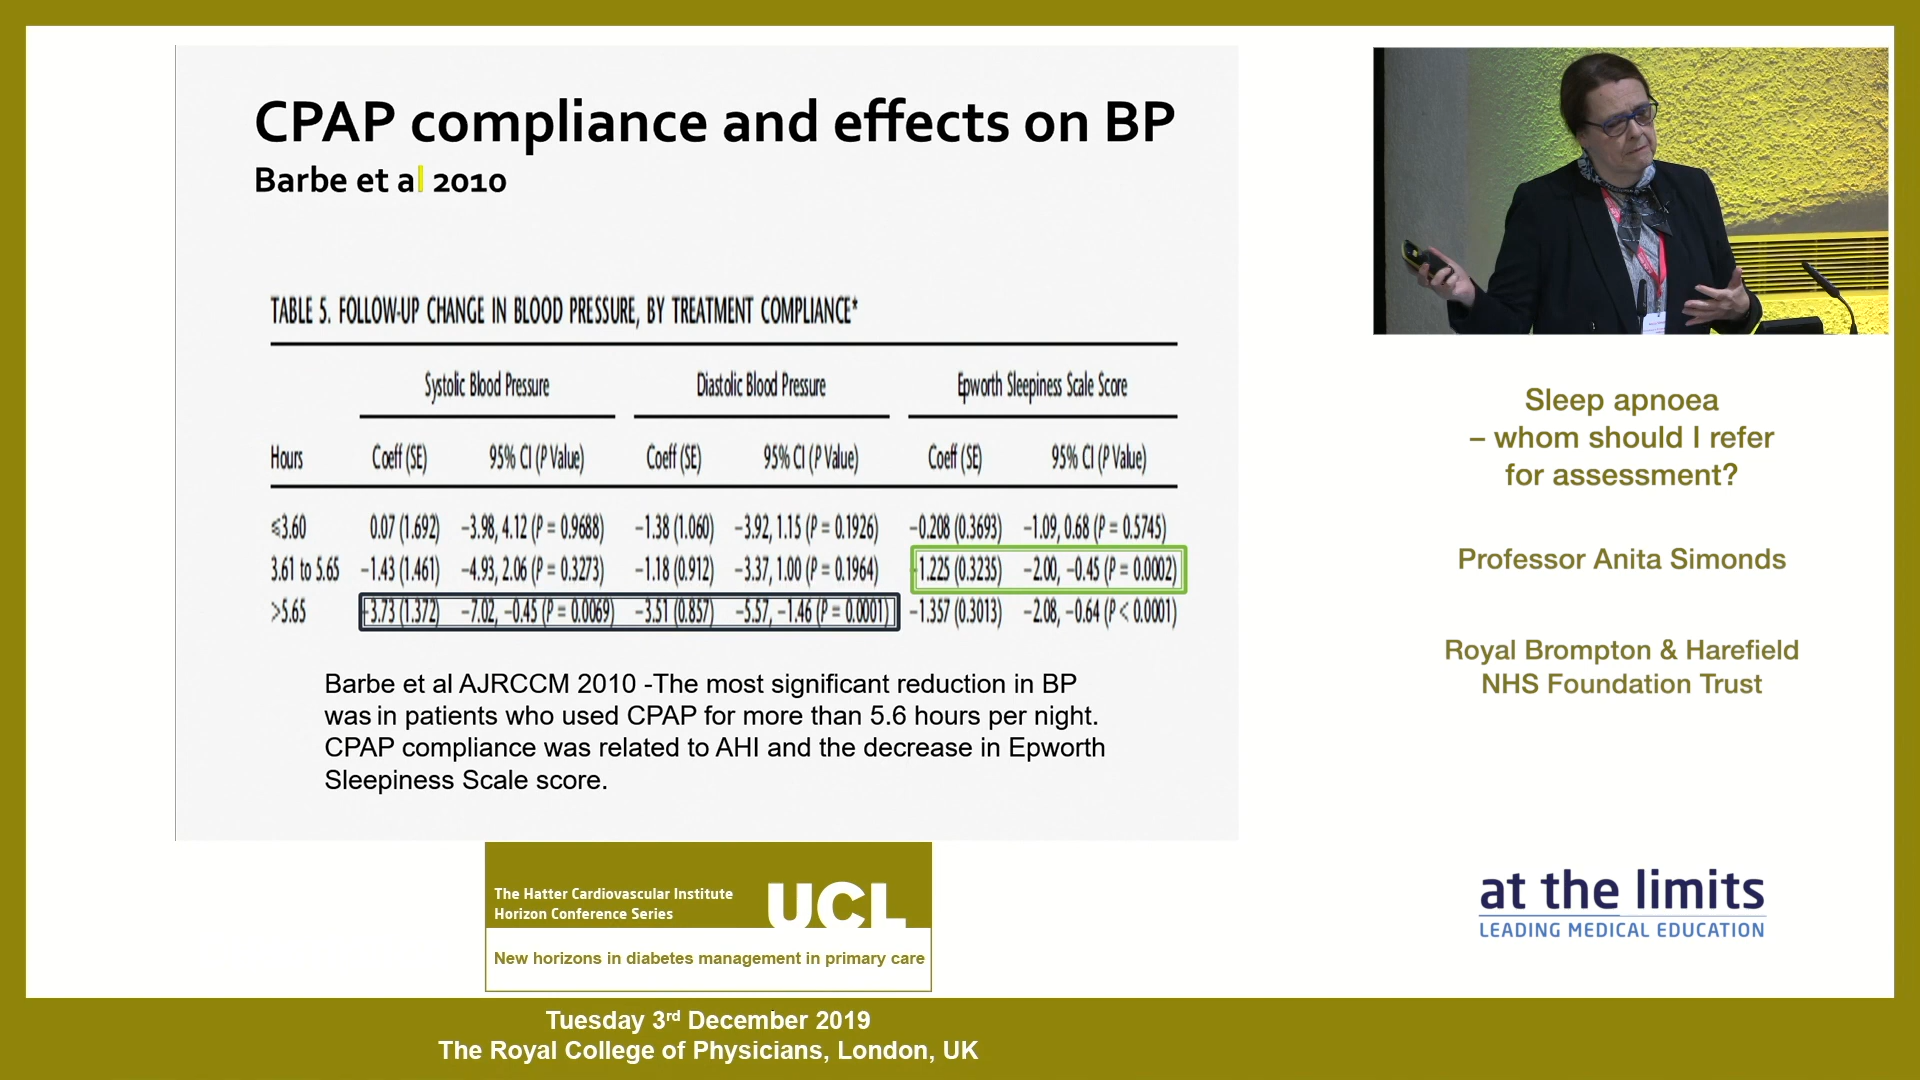 CPAP compliance and effects on BP
Barbe et al 2010
TABLE 5. FOLLOW-UP CHANGE IN BLOOD PRESSURE, BY TREATMENT COMPLIANCE*
Systolic Blood Pressure Diastolic Blood Pressure Epworth Sleepiness Scale Score
Hours Coeff (SE) 95% CI (P Value) Coeff (SE) 95% CI (P Value) Coeff (SE) 95% CI (P Value)
≤3.60 0.07 (1.692) −3.98, 4.12 (P = 0.9688) −1.38 (1.060) −3.92, 1.15 (P = 0.1926) −0.208 (0.3693) −1.09, 0.68 (P = 0.5745)
3.61 to 5.65 −1.43 (1.461) −4.93, 2.06 (P = 0.3273) −1.18 (0.912) −3.37, 1.00 (P = 0.1964) −1.225 (0.3235) −2.00, −0.45 (P = 0.0002)
>5.65 −3.73 (1.372) −7.02, −0.45 (P = 0.0069) −3.51 (0.857) −5.57, −1.46 (P = 0.0001) −1.357 (0.3013) −2.08, −0.64 (P < 0.0001)
Barbe et al AJRCCM 2010 -The most significant reduction in BP
was in patients who used CPAP for more than 5.6 hours per night.
CPAP compliance was related to AHI and the decrease in Epworth
Sleepiness Scale score.
Sleep apnoea
– whom should I refer
for assessment?
Professor Anita Simonds
Royal Brompton & Harefield
NHS Foundation Trust
at the limits
LEADING MEDICAL EDUCATION
The Hatter Cardiovascular Institute
Horizon Conference Series
UCL
New horizons in diabetes management in primary care
Tuesday 3rd December 2019
The Royal College of Physicians, London, UK